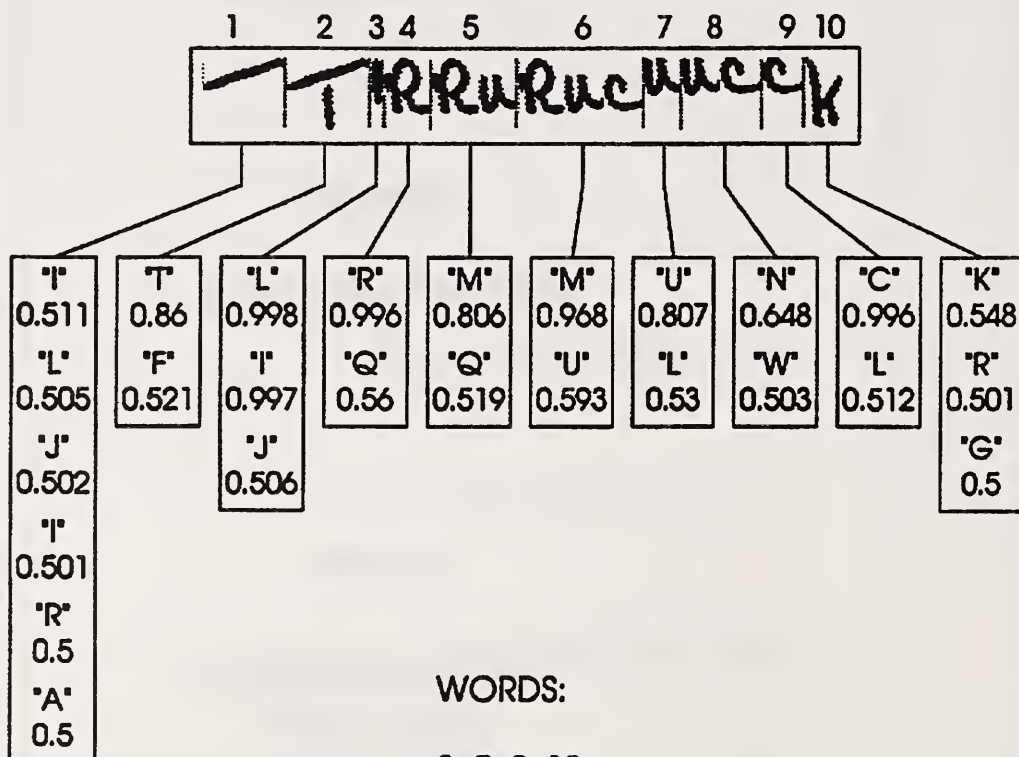 1 2 3 4 5 6 7 8 9 10
T R Ru Ruc u ucc c k
"I" "T" "L" "R" "M" "M" "U" "N" "C" "K"
0.511 0.86 0.998 0.996 0.806 0.968 0.807 0.648 0.996 0.548
"L" "F" "I" "Q" "Q" "U" "L" "W" "L" "R"
0.505 0.521 0.997 0.56 0.519 0.593 0.53 0.503 0.512 0.501
"J" "J" "G"
0.502 0.506 0.5
"I"
0.501
"R"
0.5
"A"
0.5
WORDS: